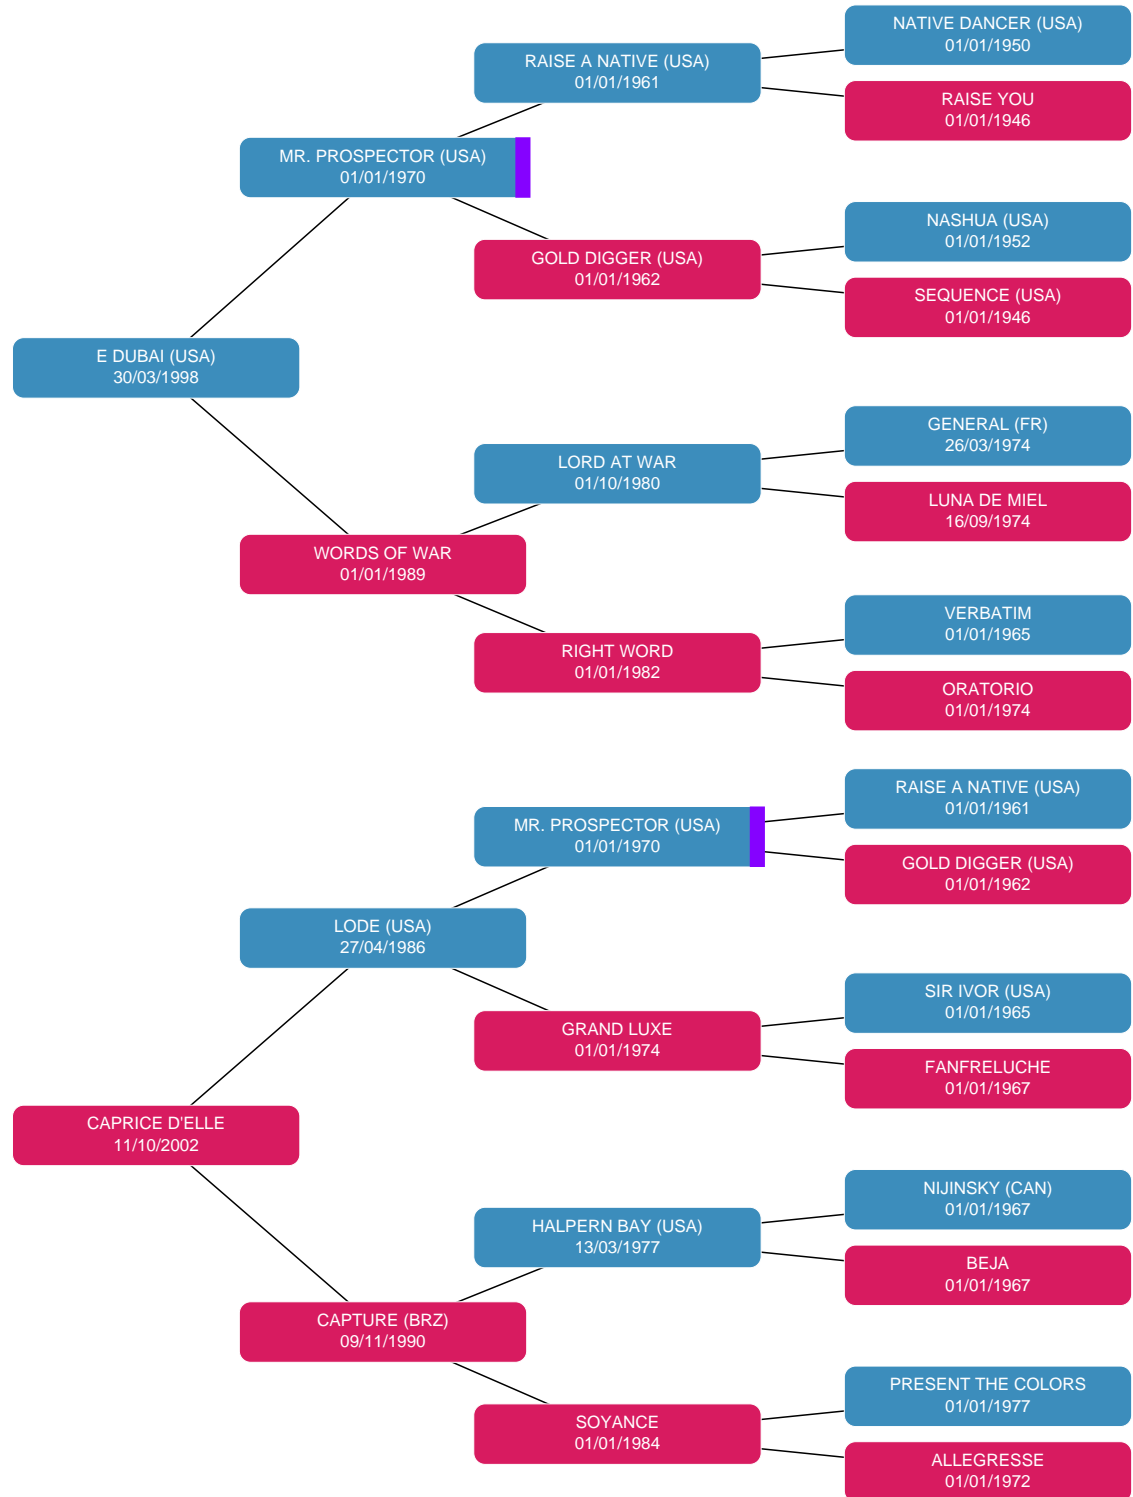 NATIVE DANCER (USA)
01/01/1950
RAISE A NATIVE (USA)
01/01/1961
RAISE YOU
01/01/1946
MR. PROSPECTOR (USA)
01/01/1970
NASHUA (USA)
01/01/1952
GOLD DIGGER (USA)
01/01/1962
SEQUENCE (USA)
01/01/1946
E DUBAI (USA)
30/03/1998
GENERAL (FR)
26/03/1974
LORD AT WAR
01/10/1980
LUNA DE MIEL
16/09/1974
WORDS OF WAR
01/01/1989
VERBATIM
01/01/1965
RIGHT WORD
01/01/1982
ORATORIO
01/01/1974
RAISE A NATIVE (USA)
01/01/1961
MR. PROSPECTOR (USA)
01/01/1970
GOLD DIGGER (USA)
01/01/1962
LODE (USA)
27/04/1986
SIR IVOR (USA)
01/01/1965
GRAND LUXE
01/01/1974
FANFRELUCHE
01/01/1967
CAPRICE D'ELLE
11/10/2002
NIJINSKY (CAN)
01/01/1967
HALPERN BAY (USA)
13/03/1977
BEJA
01/01/1967
CAPTURE (BRZ)
09/11/1990
PRESENT THE COLORS
01/01/1977
SOYANCE
01/01/1984
ALLEGRESSE
01/01/1972